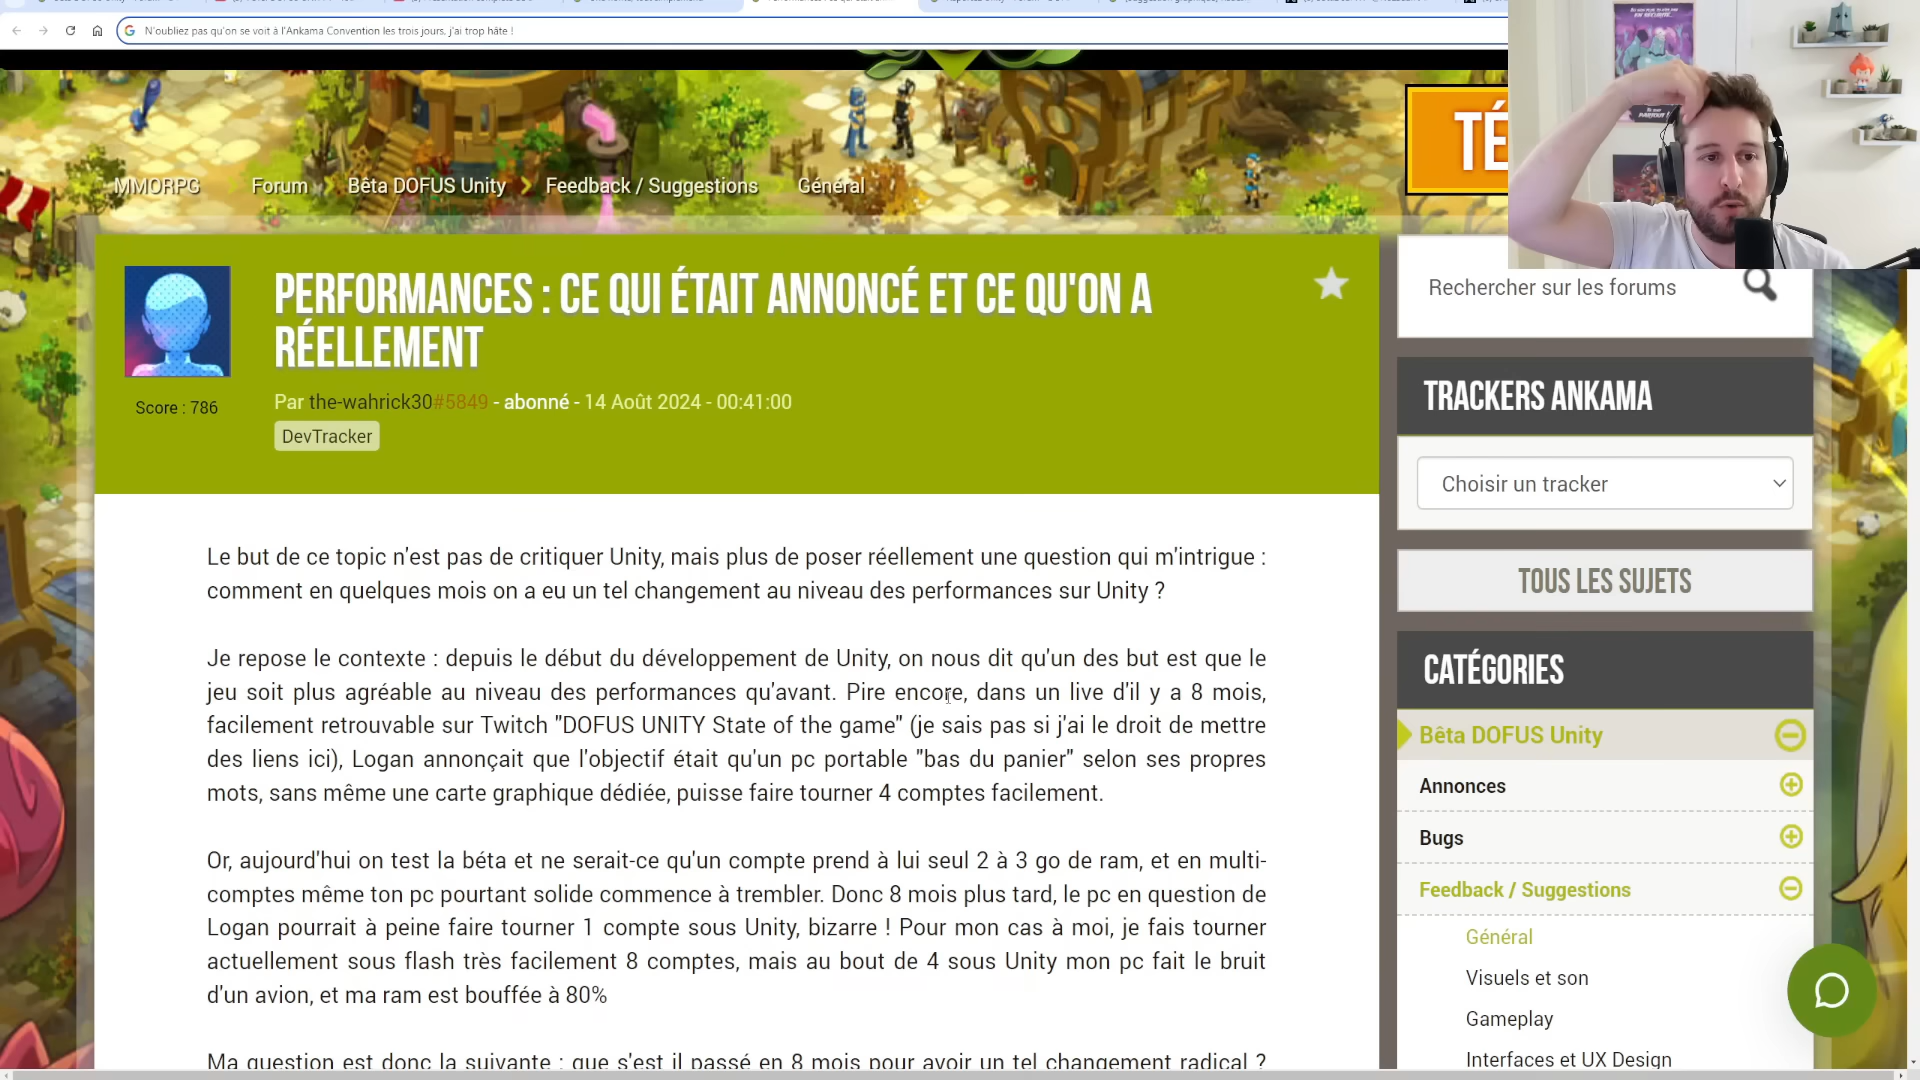 N'oubliez pas qu'on se voit à l'Ankama Convention les trois jours, j'ai trop hâte !
MMORPG
Forum
Bêta DOFUS Unity
Feedback / Suggestions
Général
TÉ
PERFORMANCES : CE QUI ÉTAIT ANNONCÉ ET CE QU'ON A
RÉELLEMENT
Score : 786
Par the-wahrick30#5849 - abonné - 14 Août 2024 - 00:41:00
DevTracker
Le but de ce topic n'est pas de critiquer Unity, mais plus de poser réellement une question qui m'intrigue :
comment en quelques mois on a eu un tel changement au niveau des performances sur Unity ?
Je repose le contexte : depuis le début du développement de Unity, on nous dit qu'un des but est que le
jeu soit plus agréable au niveau des performances qu'avant. Pire encore, dans un live d'il y a 8 mois,
facilement retrouvable sur Twitch "DOFUS UNITY State of the game" (je sais pas si j'ai le droit de mettre
des liens ici), Logan annonçait que l'objectif était qu'un pc portable "bas du panier" selon ses propres
mots, sans même une carte graphique dédiée, puisse faire tourner 4 comptes facilement.
Or, aujourd'hui on test la béta et ne serait-ce qu'un compte prend à lui seul 2 à 3 go de ram, et en multi-
comptes même ton pc pourtant solide commence à trembler. Donc 8 mois plus tard, le pc en question de
Logan pourrait à peine faire tourner 1 compte sous Unity, bizarre ! Pour mon cas à moi, je fais tourner
actuellement sous flash très facilement 8 comptes, mais au bout de 4 sous Unity mon pc fait le bruit
d'un avion, et ma ram est bouffée à 80%
Ma question est donc la suivante : que s'est il passé en 8 mois pour avoir un tel changement radical ?
Rechercher sur les forums
TRACKERS ANKAMA
Choisir un tracker
TOUS LES SUJETS
CATÉGORIES
Bêta DOFUS Unity
Annonces
Bugs
Feedback / Suggestions
Général
Visuels et son
Gameplay
Interfaces et UX Design